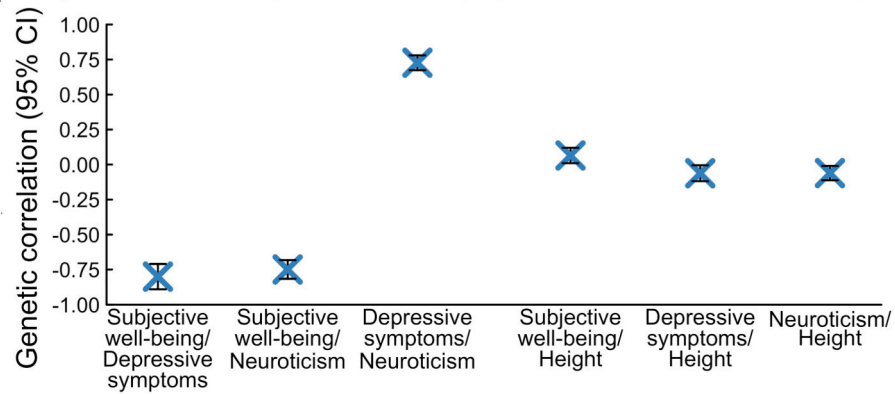 Genetic correlation (95% CI)
1.00
0.75
0.50
0.25
0.00
-0.25
-0.50
-0.75
-1.00
Subjective
well-being/
Depressive
symptoms
Subjective
well-being/
Neuroticism
Depressive
symptoms/
Neuroticism
Subjective
well-being/
Height
Depressive
symptoms/
Height
Neuroticism/
Height